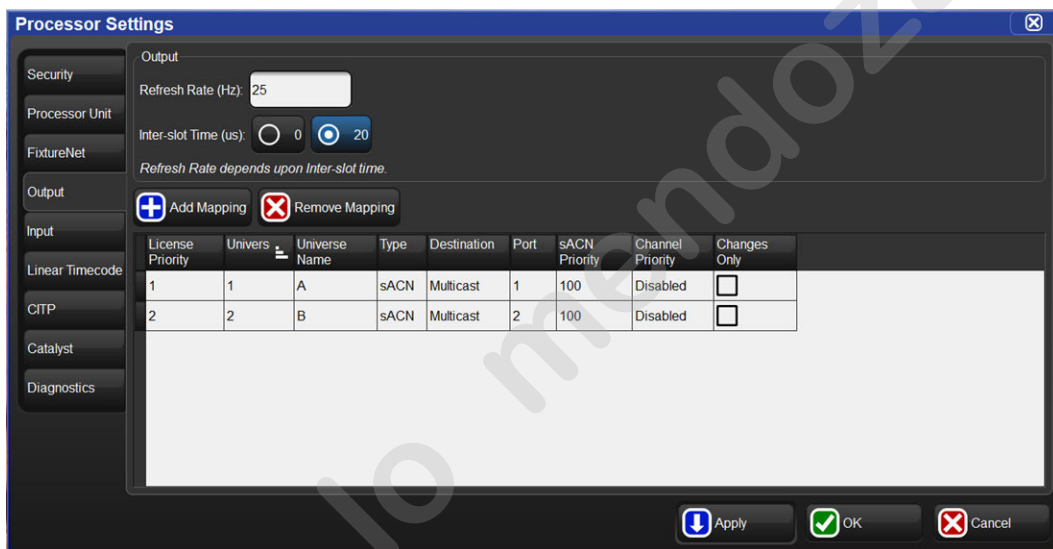 Processor Settings
Security
Processor Unit
FixtureNet
Output
Input
Linear Timecode
CITP
Catalyst
Diagnostics
Output
Refresh Rate (Hz): 25
Inter-slot Time (us): 0 20
Refresh Rate depends upon Inter-slot time.
Add Mapping Remove Mapping
License Priority Univers Universe Name Type Destination Port sACN Priority Channel Priority Changes Only
1 1 A sACN Multicast 1 100 Disabled
2 2 B sACN Multicast 2 100 Disabled
Apply OK Cancel
lo mendoza